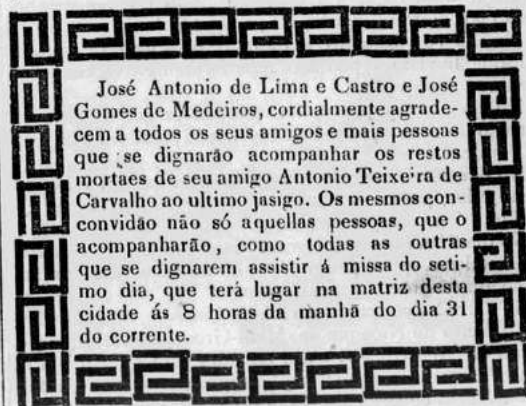 José Antonio de Lima e Castro e José
Gomes de Medeiros, cordialmente agrade-
cem a todos os seus amigos e mais pessoas
que se dignarão acompanhar os restos
mortaes de seu amigo Antonio Teixeira de
Carvalho ao ultimo jasigo. Os mesmos con-
convidão não só aquellas pessoas, que o
acompanharão, como todas as outras
que se dignarem assistir á missa do seti-
mo dia, que terá lugar na matriz desta
cidade ás 8 horas da manhã do dia 31
do corrente.